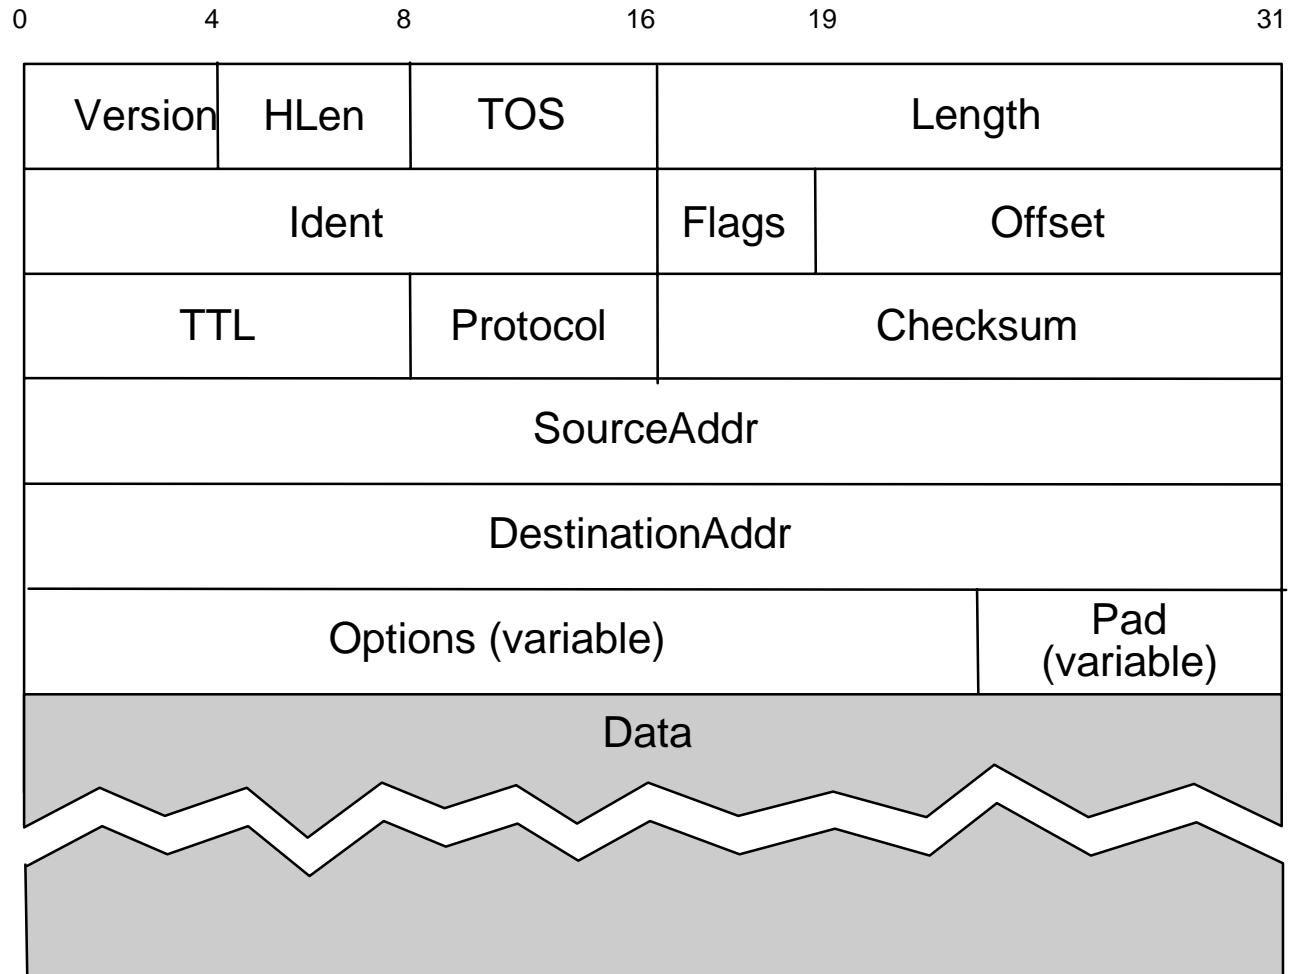 0 4 8 16 19 31
Version HLen TOS Length
Ident Flags Offset
TTL Protocol Checksum
SourceAddr
DestinationAddr
Options (variable) Pad
(variable)
Data